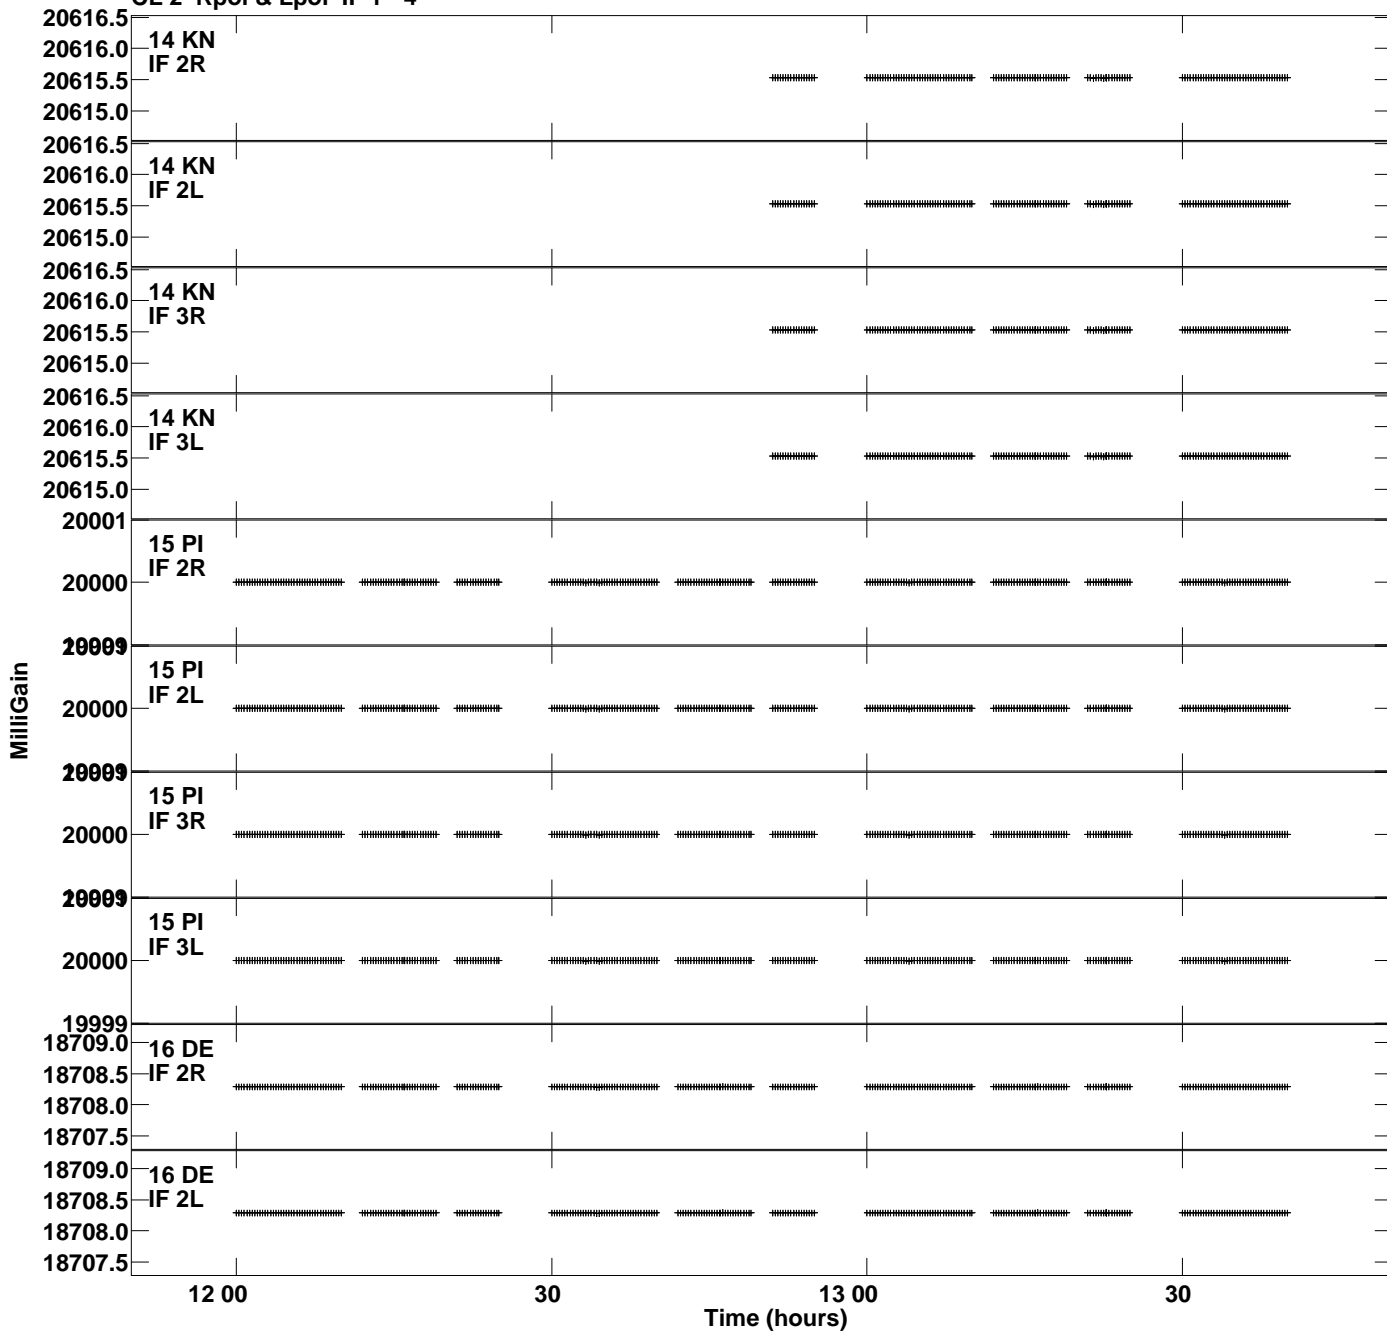 CL 2 Rpol & Lpol IF 1 - 4
20616.5
14 KN
20616.0
IF 2R
20615.5
20615.0
20616.5
14 KN
20616.0
IF 2L
20615.5
20615.0
20616.5
14 KN
20616.0
IF 3R
20615.5
20615.0
20616.5
14 KN
20616.0
IF 3L
20615.5
20615.0
20001
15 PI
IF 2R
20000
15 PI
IF 2L
20000
MilliGain
15 PI
IF 3R
20000
15 PI
IF 3L
20000
19999
18709.0
16 DE
IF 2R
18708.5
18708.0
18707.5
18709.0
16 DE
IF 2L
18708.5
18708.0
18707.5
12 00 30 13 00 30
Time (hours)